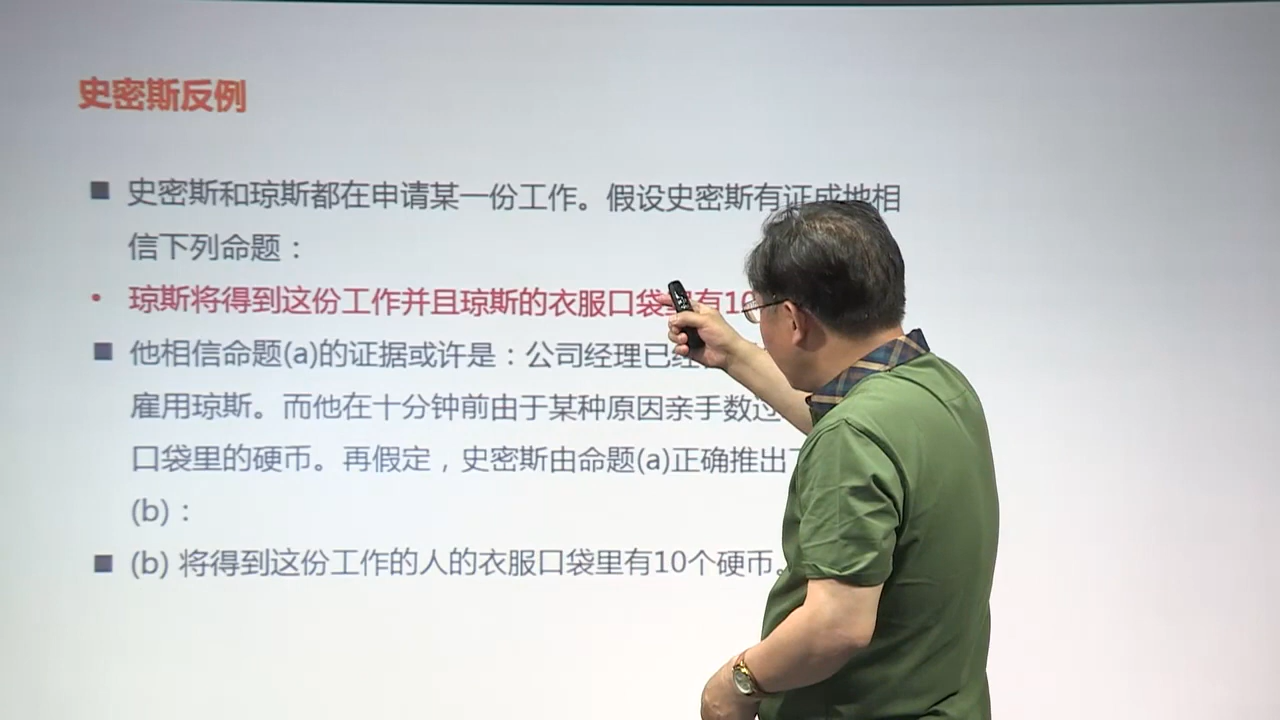 史密斯反例
■ 史密斯和琼斯都在申请某一份工作。假设史密斯有证成地相
信下列命题：
• 琼斯将得到这份工作并且琼斯的衣服口袋里有10
■ 他相信命题(a)的证据或许是：公司经理已经
雇用琼斯。而他在十分钟前由于某种原因亲手数过
口袋里的硬币。再假定，史密斯由命题(a)正确推出了
(b)：
■ (b) 将得到这份工作的人的衣服口袋里有10个硬币。